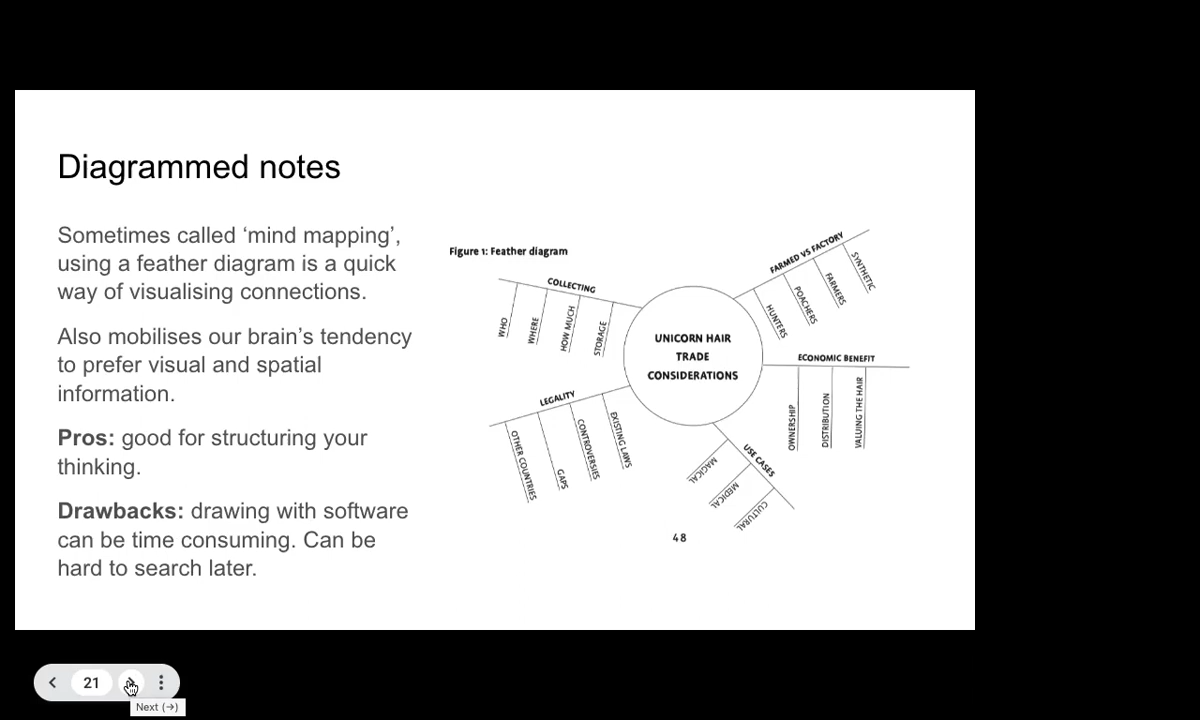 Diagrammed notes
Sometimes called ‘mind mapping’,
using a feather diagram is a quick
way of visualising connections.
Also mobilises our brain’s tendency
to prefer visual and spatial
information.
Pros: good for structuring your
thinking.
Drawbacks: drawing with software
can be time consuming. Can be
hard to search later.
Figure 1: Feather diagram
COLLECTING
WHO
WHERE
HOW MUCH
STORAGE
FARMED VS FACTORY
HUNTERS
POACHERS
FARMERS
SYNTHETIC
UNICORN HAIR
TRADE
CONSIDERATIONS
ECONOMIC BENEFIT
OWNERSHIP
DISTRIBUTION
VALUING THE HAIR
LEGALITY
OTHER COUNTRIES
GAPS
CONTROVERSIES
EXISTING LAWS
USE CASES
MAGICAL
MEDICAL
CULTURAL
48
21
Next (→)